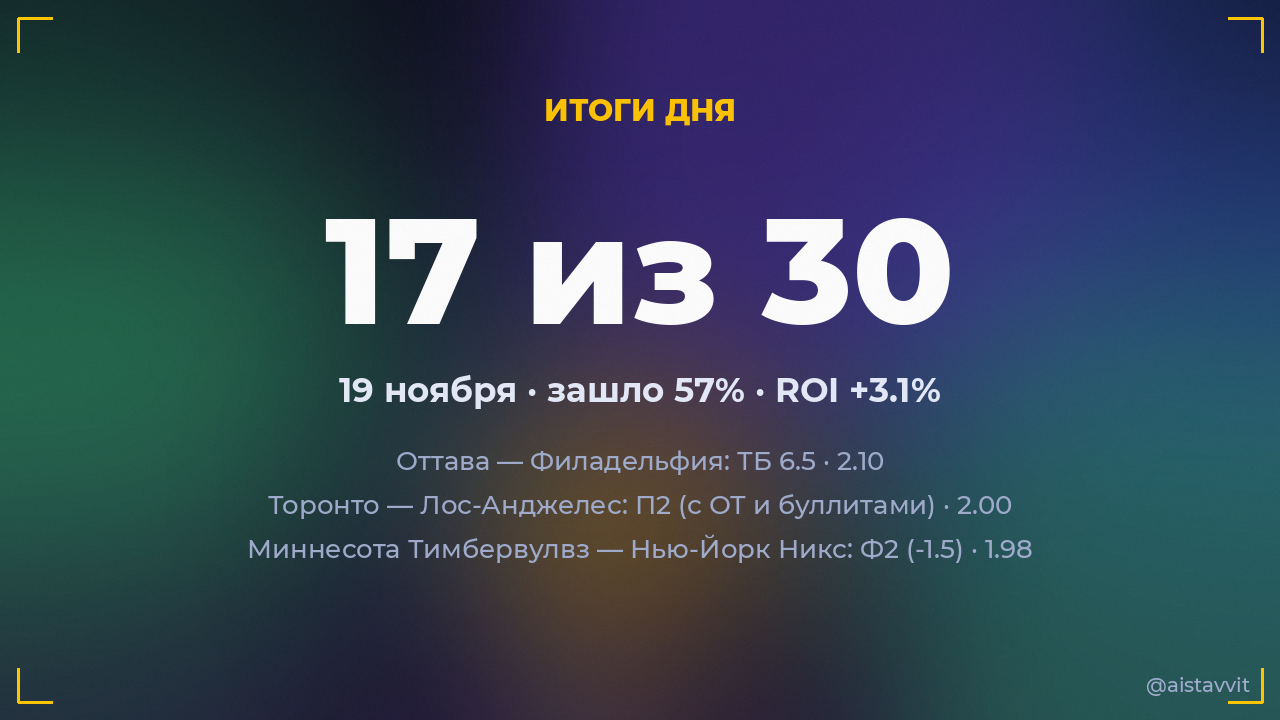 ИТОГИ ДНЯ
17 из 30
19 ноября · зашло 57% · ROI +3.1%
Оттава — Филадельфия: ТБ 6.5 · 2.10
Торонто — Лос-Анджелес: П2 (с ОТ и буллитами) · 2.00
Миннесота Тимбервулвз — Нью-Йорк Никс: Ф2 (-1.5) · 1.98
@aistavvit